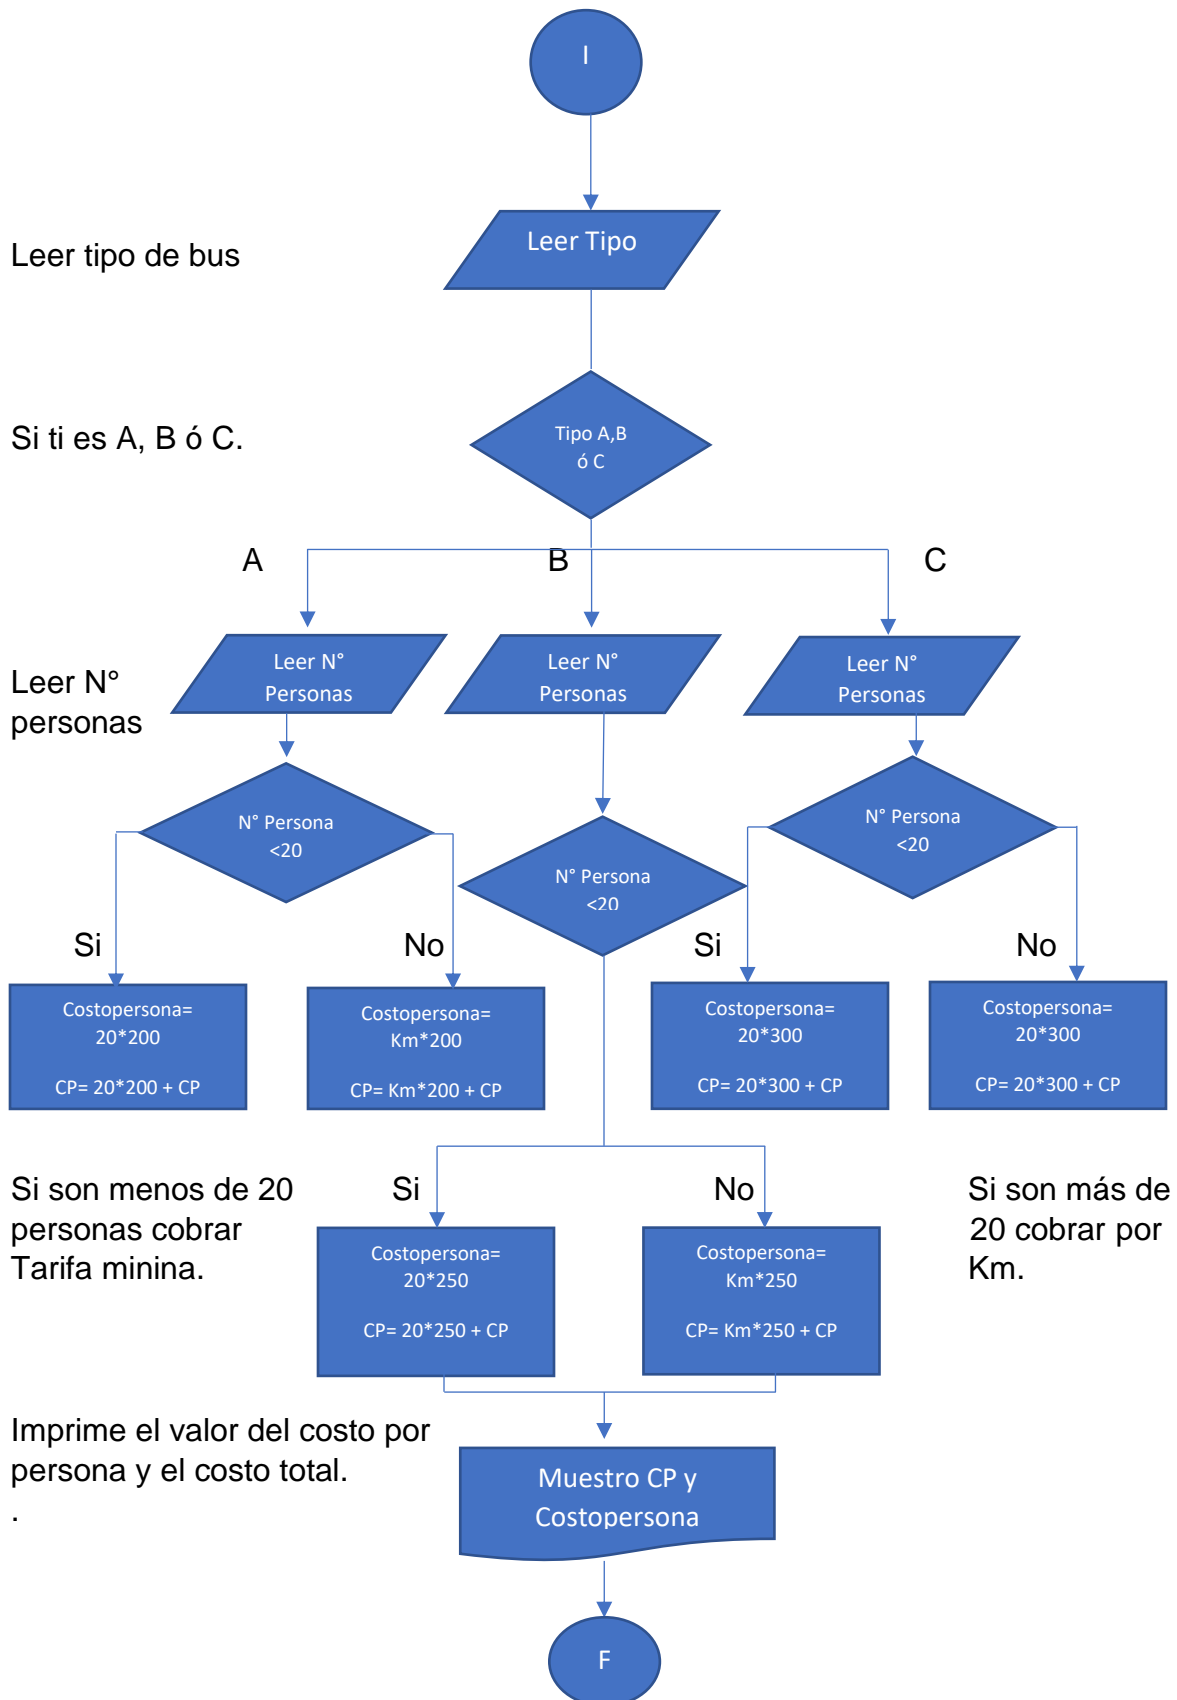 I
Leer Tipo
Leer tipo de bus
Si ti es A, B ó C.
Tipo A,B
ó C
A
B
C
Leer N°
personas
Leer N°
Personas
Leer N°
Personas
Leer N°
Personas
N° Persona
<20
N° Persona
<20
N° Persona
<20
Si
No
Si
No
Costopersona=
20*200
CP= 20*200 + CP
Costopersona=
Km*200
CP= Km*200 + CP
Costopersona=
20*300
CP= 20*300 + CP
Costopersona=
20*300
CP= 20*300 + CP
Si son menos de 20
personas cobrar
Tarifa minina.
Si
No
Si son más de
20 cobrar por
Km.
Costopersona=
20*250
CP= 20*250 + CP
Costopersona=
Km*250
CP= Km*250 + CP
Imprime el valor del costo por
persona y el costo total.
.
Muestro CP y
Costopersona
F